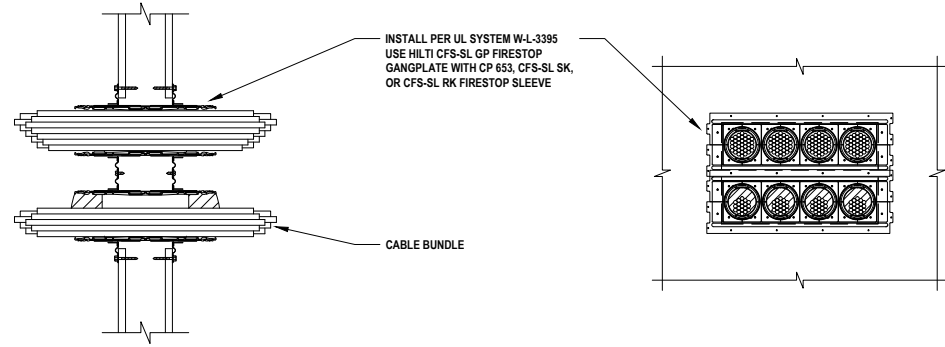 INSTALL PER UL SYSTEM W-L-3395
USE HILTI CFS-SL GP FIRESTOP
GANGPLATE WITH CP 653, CFS-SL SK,
OR CFS-SL RK FIRESTOP SLEEVE
CABLE BUNDLE